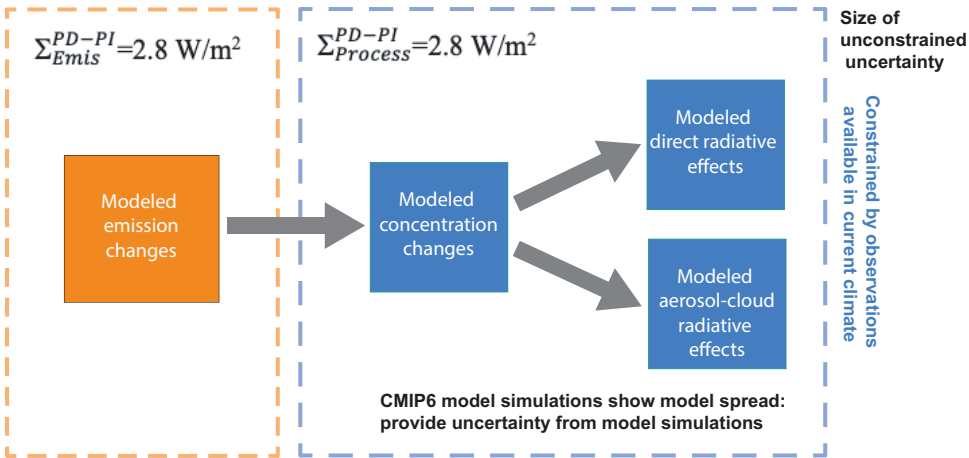 Σ_{Emis}^{PD−PI}=2.8 W/m²
Σ_{Process}^{PD−PI}=2.8 W/m²
Size of
unconstrained
uncertainty
Modeled
emission
changes
Modeled
concentration
changes
Modeled
direct radiative
effects
Modeled
aerosol-cloud
radiative
effects
Constrained by observations
available in current climate
CMIP6 model simulations show model spread:
provide uncertainty from model simulations